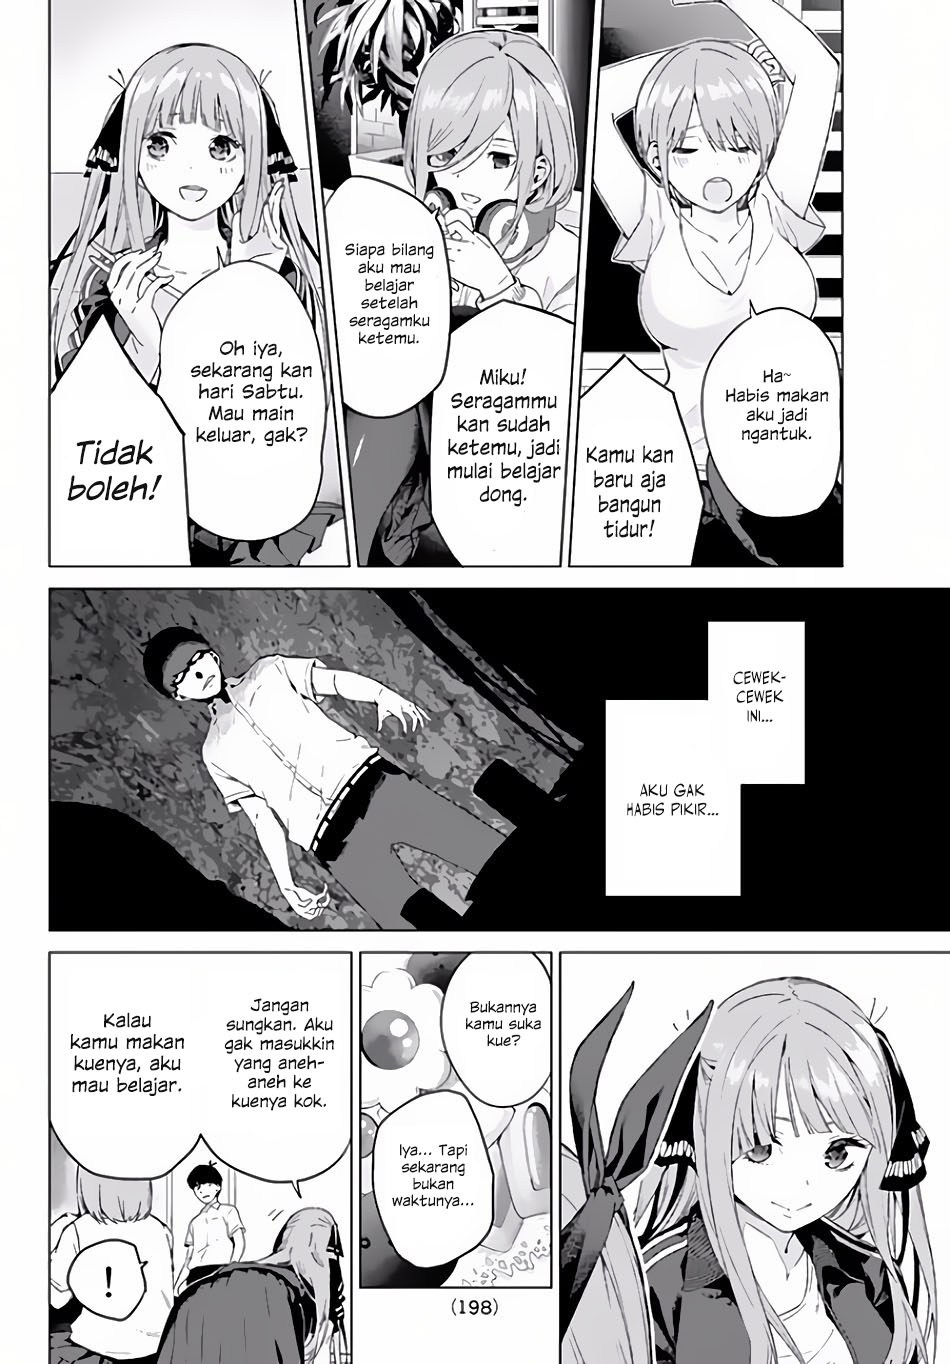 Ha~
Habis makan
aku jadi
ngantuk.
Kamu kan
baru aja
bangun
tidur!
Siapa bilang
aku mau
belajar
setelah
seragamku
ketemu.
Miku!
Seragammu
kan sudah
ketemu, jadi
mulai belajar
dong.
Oh iya,
sekarang kan
hari Sabtu.
Mau main
keluar, gak?
Tidak
boleh!
CEWEK-
CEWEK
INI...
AKU GAK
HABIS PIKIR...
Bukannya
kamu suka
kue?
Iya... Tapi
sekarang
bukan
waktunya...
Jangan
sungkan. Aku
gak masukkin
yang aneh-
aneh ke
kuenya kok.
Kalau
kamu makan
kuenya, aku
mau belajar.
!
(198)